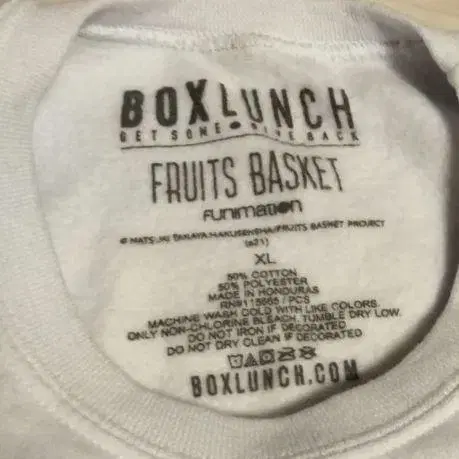 BOXLUNCH
GET SOME • GIVE BACK
FRUITS BASKET
FUNIMATION
© NATSUKI TAKAYA·HAKUSENSHA/FRUITS BASKET PROJECT
XL
50% COTTON
50% POLYESTER
MADE IN HONDURAS
RN#115665 / PCS
MACHINE WASH COLD WITH LIKE COLORS.
ONLY NON-CHLORINE BLEACH. TUMBLE DRY LOW.
DO NOT IRON IF DECORATED
DO NOT DRY CLEAN IF DECORATED
BOXLUNCH.COM